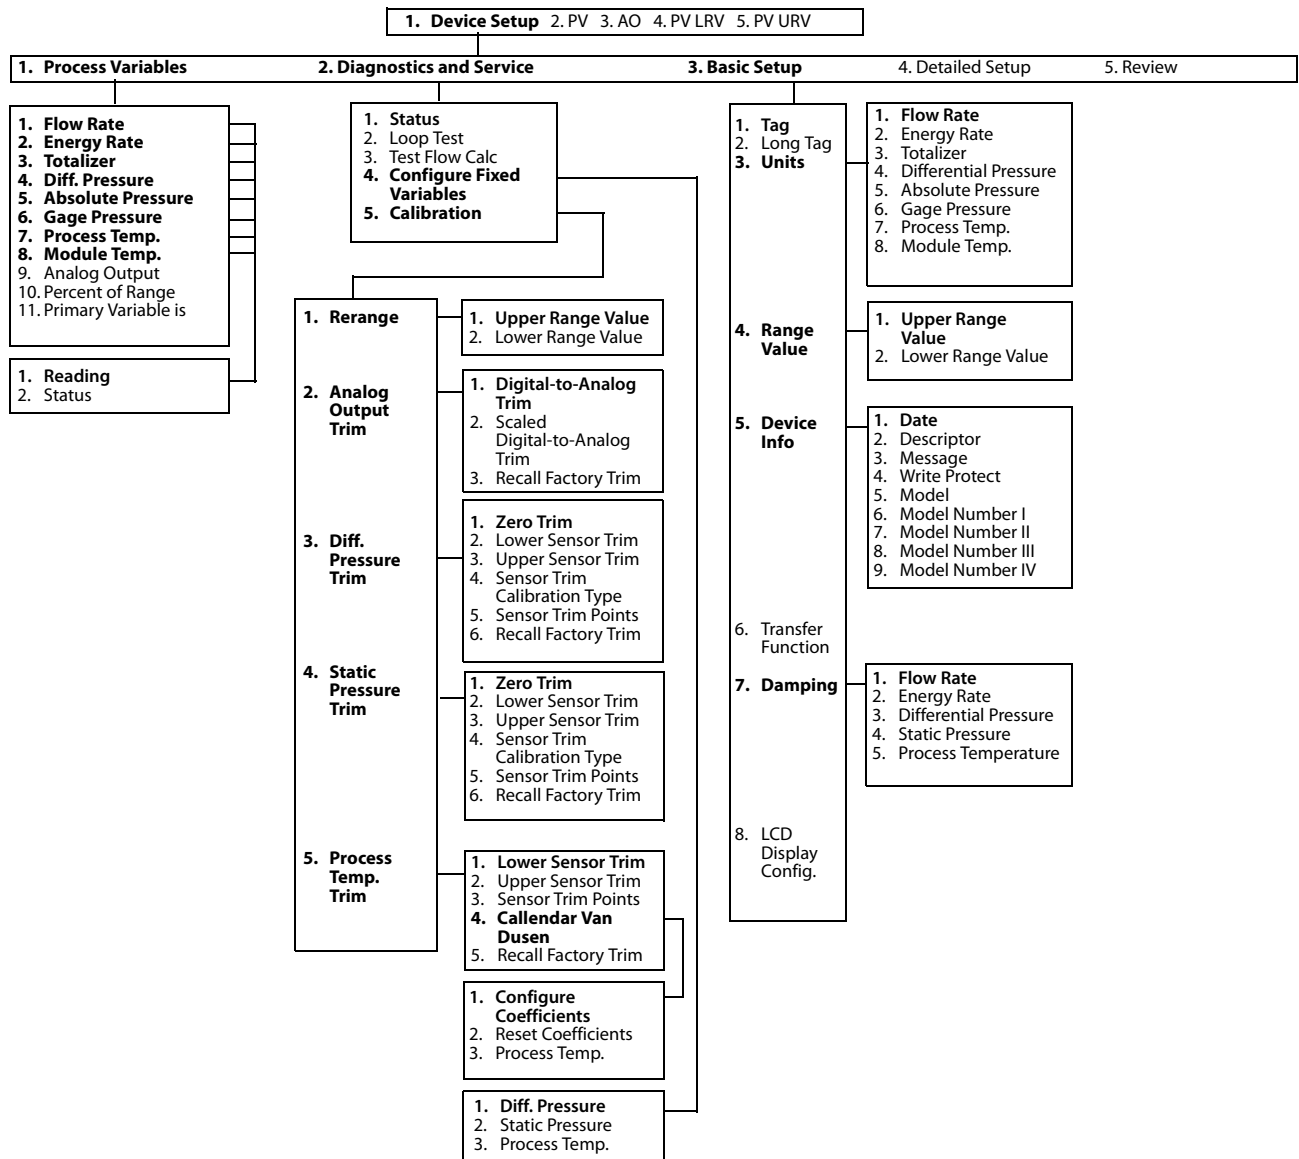 1. Device Setup 2. PV 3. AO 4. PV LRV 5. PV URV
1. Process Variables 2. Diagnostics and Service 3. Basic Setup 4. Detailed Setup 5. Review
1. Flow Rate
2. Energy Rate
3. Totalizer
4. Diff. Pressure
5. Absolute Pressure
6. Gage Pressure
7. Process Temp.
8. Module Temp.
9. Analog Output
10. Percent of Range
11. Primary Variable is
1. Reading
2. Status
1. Status
2. Loop Test
3. Test Flow Calc
4. Configure Fixed
Variables
5. Calibration
1. Rerange
2. Analog
Output
Trim
3. Diff.
Pressure
Trim
4. Static
Pressure
Trim
5. Process
Temp.
Trim
1. Upper Range Value
2. Lower Range Value
1. Digital-to-Analog
Trim
2. Scaled
Digital-to-Analog
Trim
3. Recall Factory Trim
1. Zero Trim
2. Lower Sensor Trim
3. Upper Sensor Trim
4. Sensor Trim
Calibration Type
5. Sensor Trim Points
6. Recall Factory Trim
1. Zero Trim
2. Lower Sensor Trim
3. Upper Sensor Trim
4. Sensor Trim
Calibration Type
5. Sensor Trim Points
6. Recall Factory Trim
1. Lower Sensor Trim
2. Upper Sensor Trim
3. Sensor Trim Points
4. Callendar Van
Dusen
5. Recall Factory Trim
1. Configure
Coefficients
2. Reset Coefficients
3. Process Temp.
1. Diff. Pressure
2. Static Pressure
3. Process Temp.
1. Tag
2. Long Tag
3. Units
4. Range
Value
5. Device
Info
6. Transfer
Function
7. Damping
8. LCD
Display
Config.
1. Flow Rate
2. Energy Rate
3. Totalizer
4. Differential Pressure
5. Absolute Pressure
6. Gage Pressure
7. Process Temp.
8. Module Temp.
1. Upper Range
Value
2. Lower Range Value
1. Date
2. Descriptor
3. Message
4. Write Protect
5. Model
6. Model Number I
7. Model Number II
8. Model Number III
9. Model Number IV
1. Flow Rate
2. Energy Rate
3. Differential Pressure
4. Static Pressure
5. Process Temperature